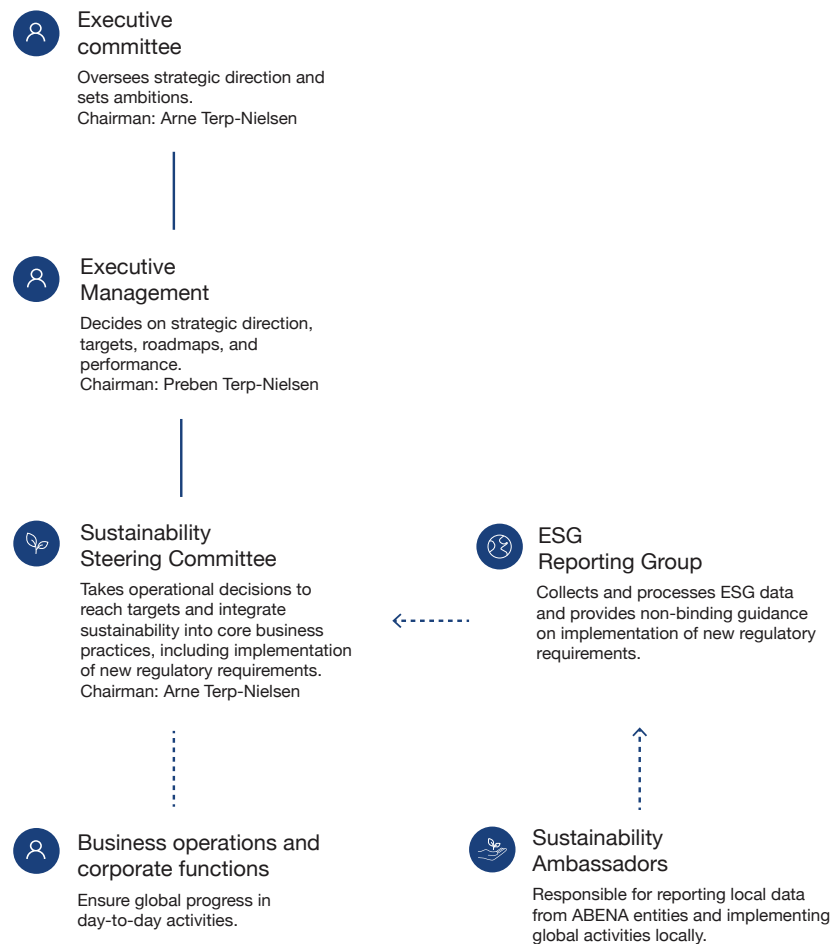 Executive
committee
Oversees strategic direction and
sets ambitions.
Chairman: Arne Terp-Nielsen
Executive
Management
Decides on strategic direction,
targets, roadmaps, and
performance.
Chairman: Preben Terp-Nielsen
Sustainability
Steering Committee
Takes operational decisions to
reach targets and integrate
sustainability into core business
practices, including implementation
of new regulatory requirements.
Chairman: Arne Terp-Nielsen
ESG
Reporting Group
Collects and processes ESG data
and provides non-binding guidance
on implementation of new regulatory
requirements.
Business operations and
corporate functions
Ensure global progress in
day-to-day activities.
Sustainability
Ambassadors
Responsible for reporting local data
from ABENA entities and implementing
global activities locally.